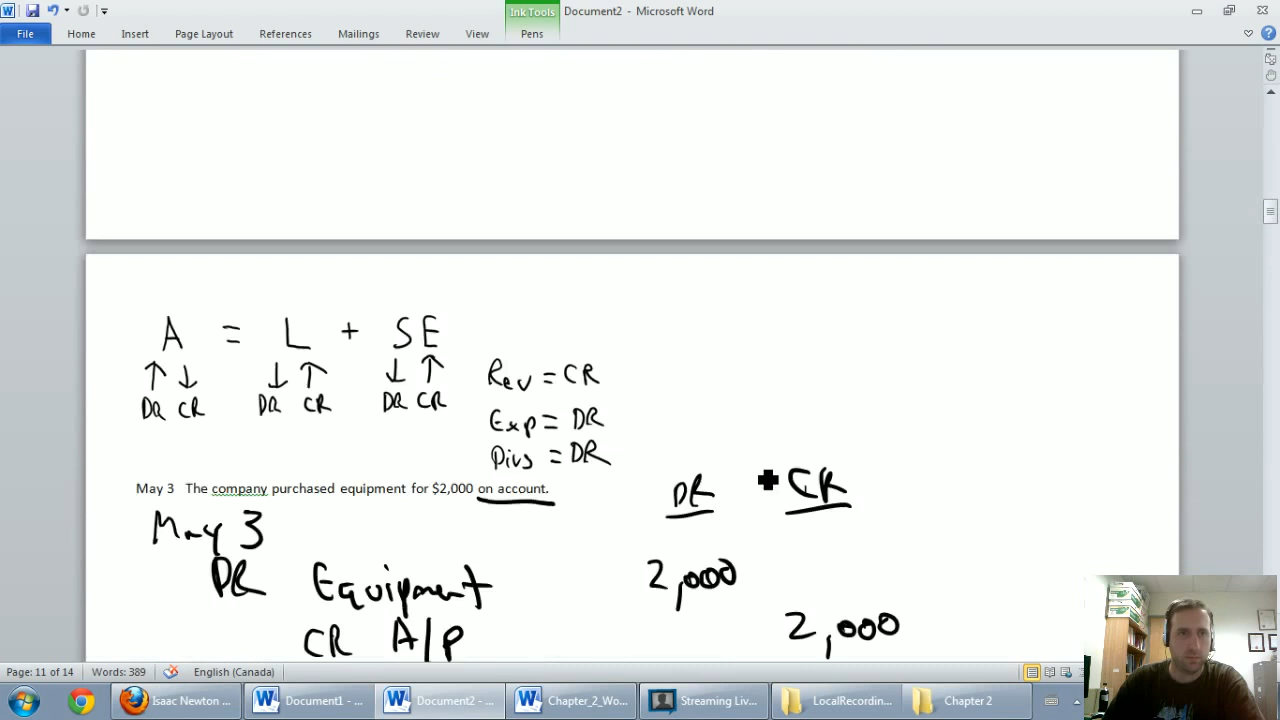 Ink Tools
Document2 - Microsoft Word
File Home Insert Page Layout References Mailings Review View Pens
A = L + SE
DR CR DR CR DR CR
Rev = CR
Exp = DR
Divs = DR
May 3 The company purchased equipment for $2,000 on account.
DR CR
May 3
DR Equipment 2,000
CR A/P 2,000
Page: 11 of 14 Words: 389 English (Canada)
Isaac Newton ... Document1 - ... Document2 - ... Chapter_2_Wo... Streaming Liv... LocalRecording... Chapter 2